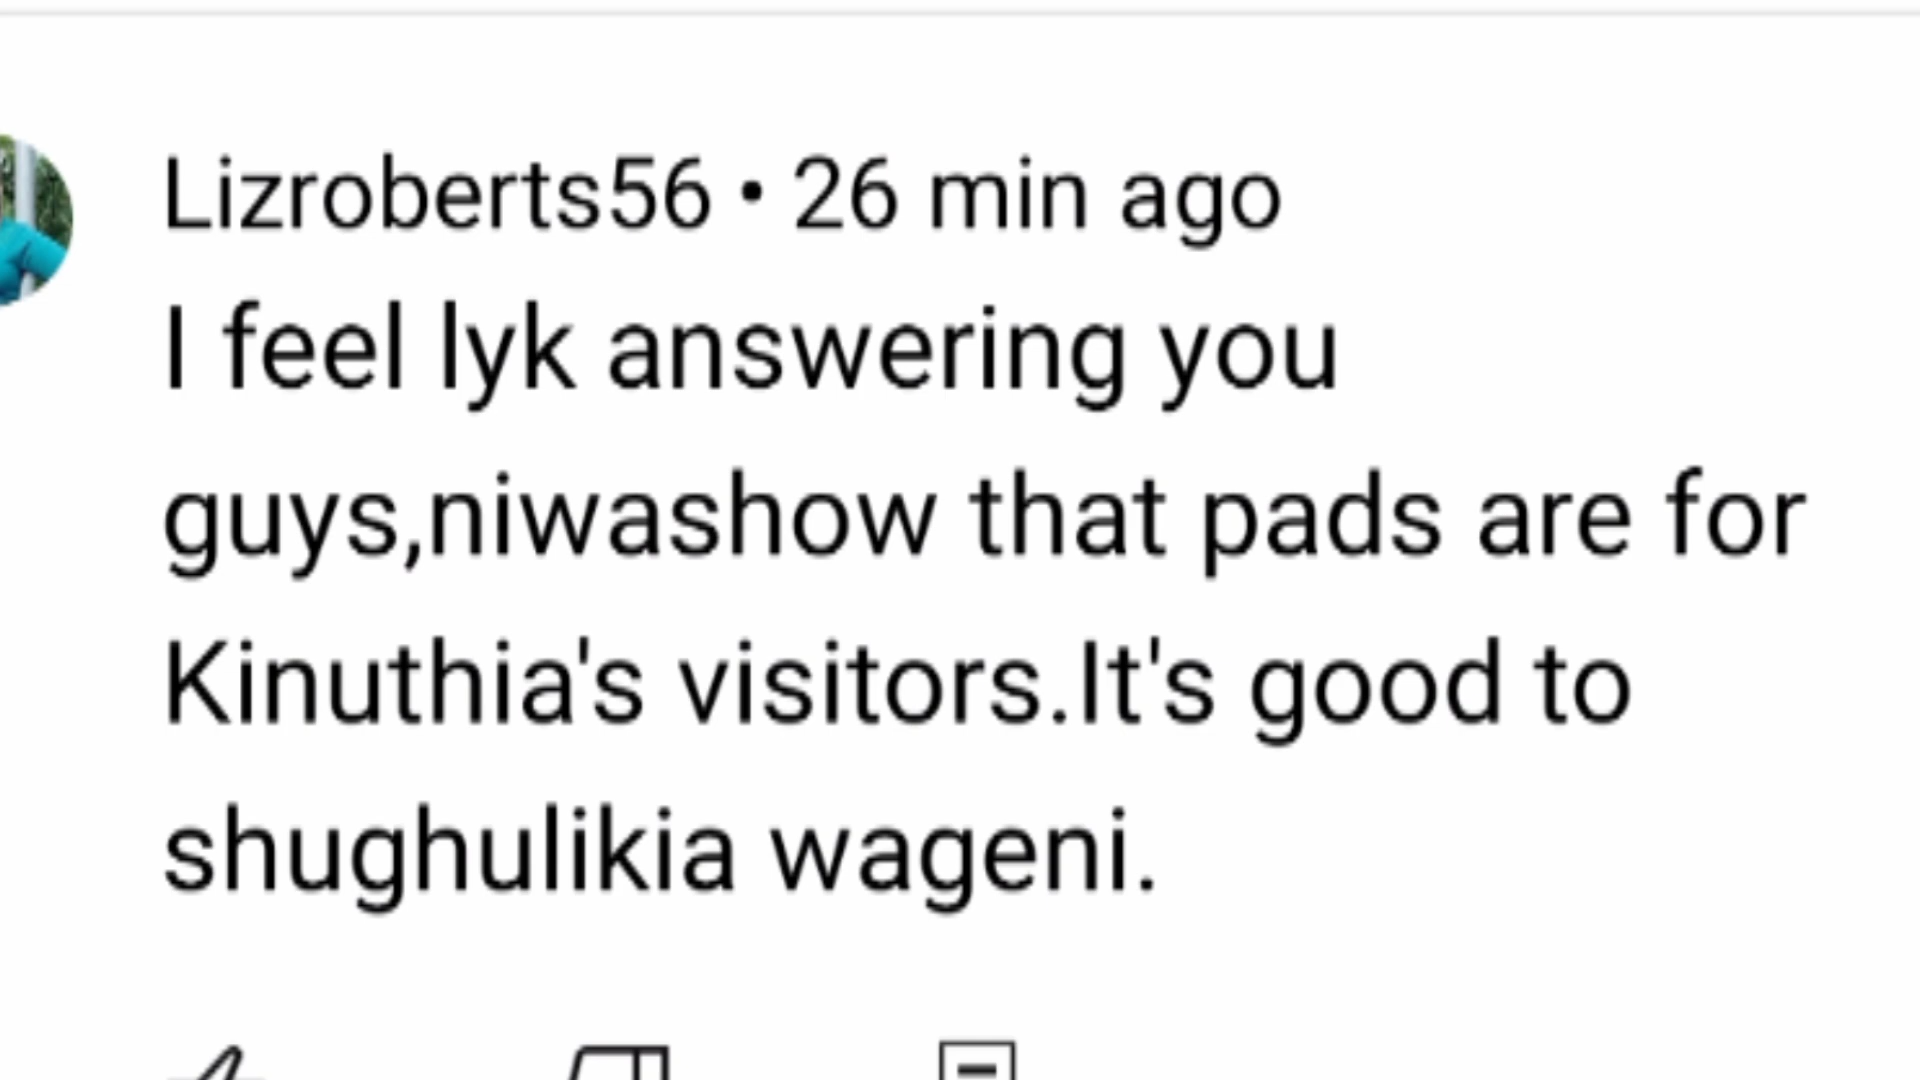 Lizroberts56 • 26 min ago
I feel lyk answering you
guys,niwashow that pads are for
Kinuthia's visitors.It's good to
shughulikia wageni.